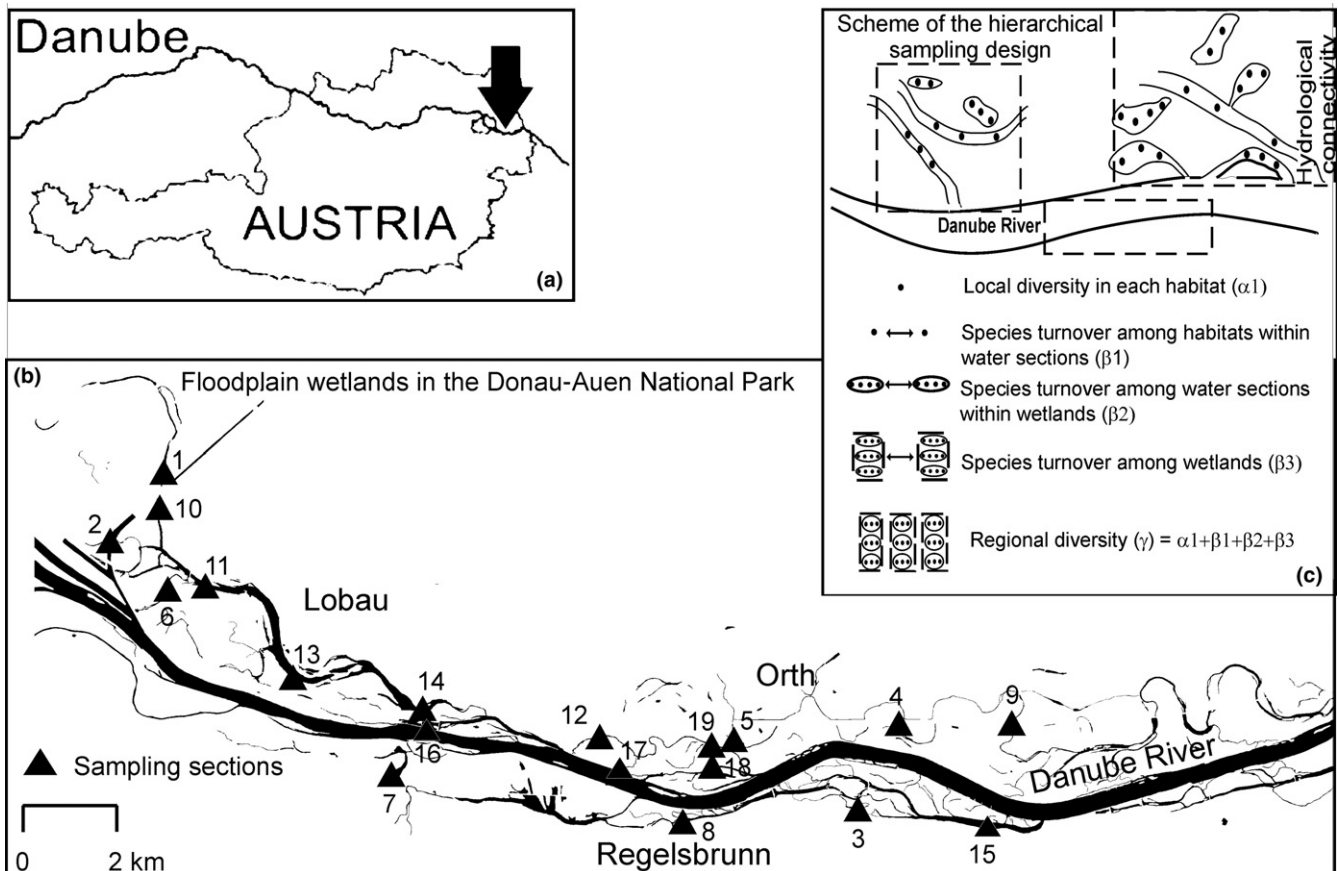 Danube
AUSTRIA
(a)
Scheme of the hierarchical
sampling design
Hydrological
connectivity
Danube River
Local diversity in each habitat (α1)
Species turnover among habitats within
water sections (β1)
Species turnover among water sections
within wetlands (β2)
Species turnover among wetlands (β3)
Regional diversity (γ) = α1+β1+β2+β3
(c)
(b)
Floodplain wetlands in the Donau-Auen National Park
1
10
2
11
6
Lobau
13
14
16
7
12
17
19
5
18
Orth
4
9
8
3
15
Danube River
Regelsbrunn
Sampling sections
0
2 km